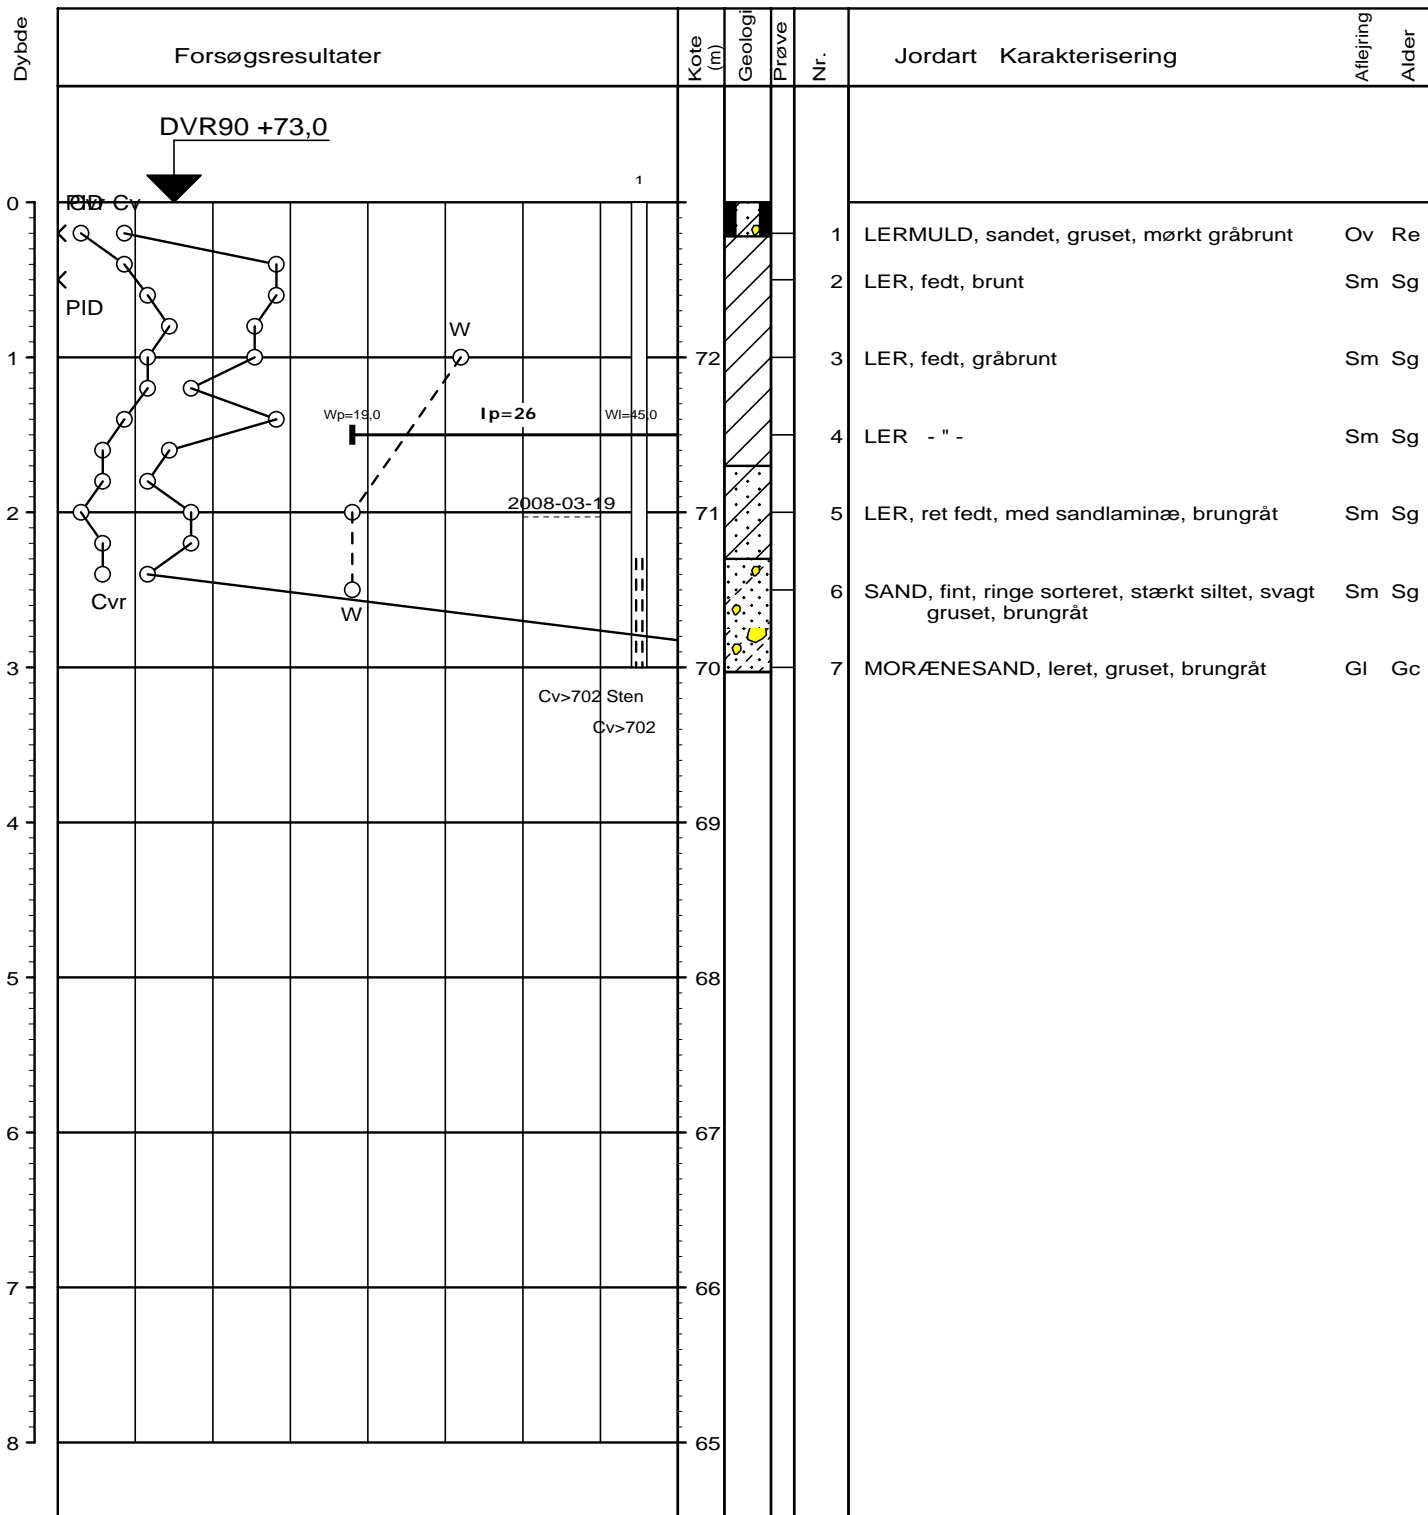 Dybde
Forsøgsresultater
Kote (m)
Geologi
Prøve
Nr.
Jordart Karakterisering
Aflejring
Alder
DVR90 +73,0
1
0
PID Cvr Cv
1 LERMULD, sandet, gruset, mørkt gråbrunt Ov Re
2 LER, fedt, brunt Sm Sg
PID
W
1 72 3 LER, fedt, gråbrunt Sm Sg
Wp=19,0 Ip=26 Wl=45,0
4 LER - " - Sm Sg
2008-03-19
2 71 5 LER, ret fedt, med sandlaminæ, brungråt Sm Sg
6 SAND, fint, ringe sorteret, stærkt siltet, svagt Sm Sg
gruset, brungråt
Cvr
W
3 70 7 MORÆNESAND, leret, gruset, brungråt Gl Gc
Cv>702 Sten
Cv>702
4 69
5 68
6 67
7 66
8 65